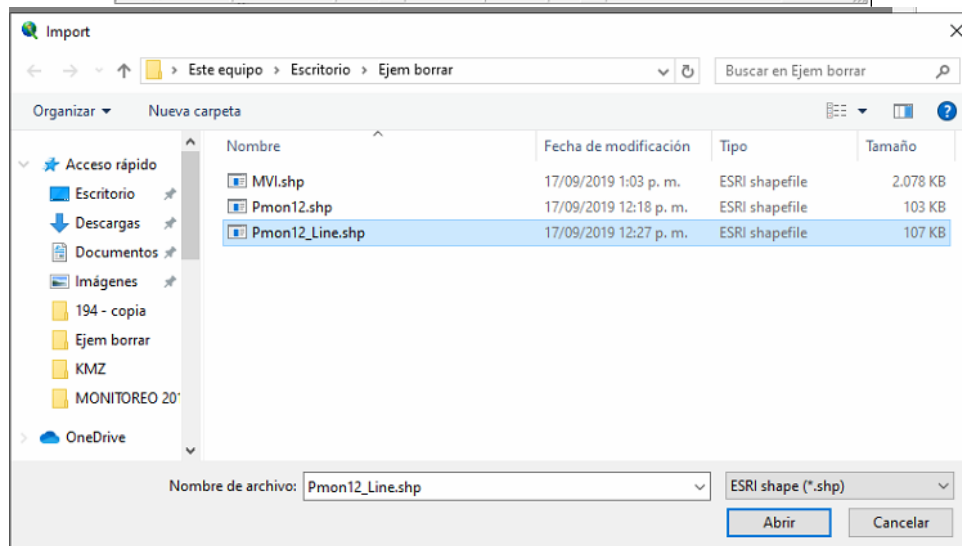 Import
Este equipo > Escritorio > Ejem borrar
Buscar en Ejem borrar
Organizar
Nueva carpeta
Nombre
Fecha de modificación
Tipo
Tamaño
Acceso rápido
Escritorio
Descargas
Documentos
Imágenes
194 - copia
Ejem borrar
KMZ
MONITOREO 201
OneDrive
MVI.shp 17/09/2019 1:03 p. m. ESRI shapefile 2.078 KB
Pmon12.shp 17/09/2019 12:18 p. m. ESRI shapefile 103 KB
Pmon12_Line.shp 17/09/2019 12:27 p. m. ESRI shapefile 107 KB
Nombre de archivo: Pmon12_Line.shp
ESRI shape (*.shp)
Abrir
Cancelar